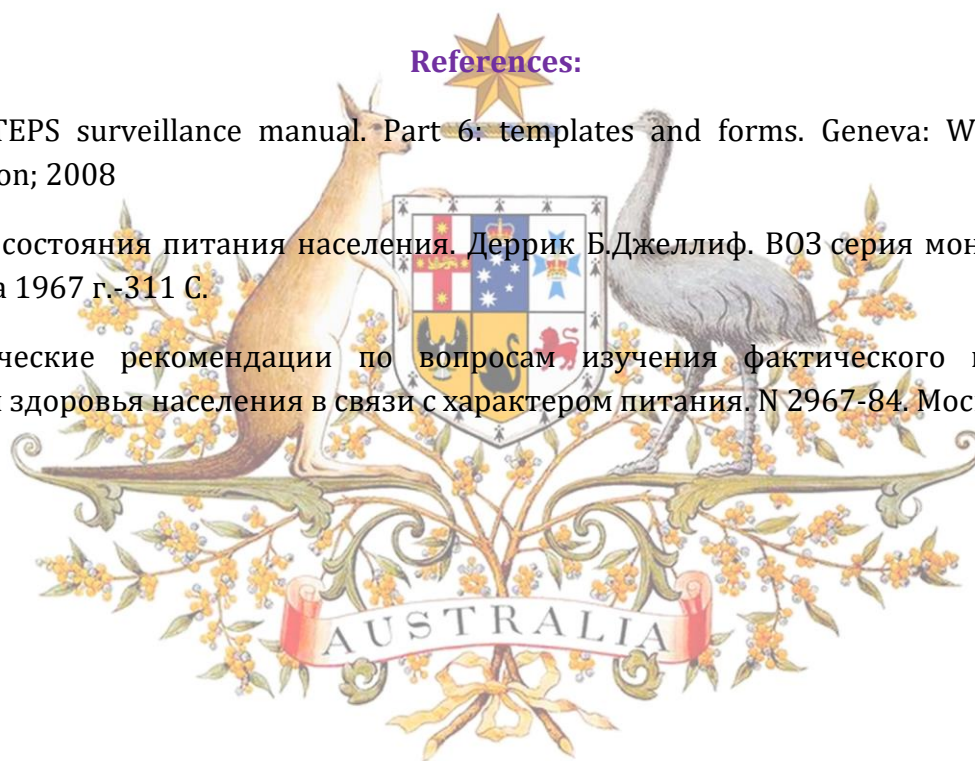 References:
TEPS surveillance manual. Part 6: templates and forms. Geneva: W
on; 2008
состояния питания населения. Деррик Б.Джеллиф. ВОЗ серия мон
а 1967 г.-311 С.
ческие рекомендации по вопросам изучения фактического
здоровья населения в связи с характером питания. N 2967-84. Мос
AUSTRALIA